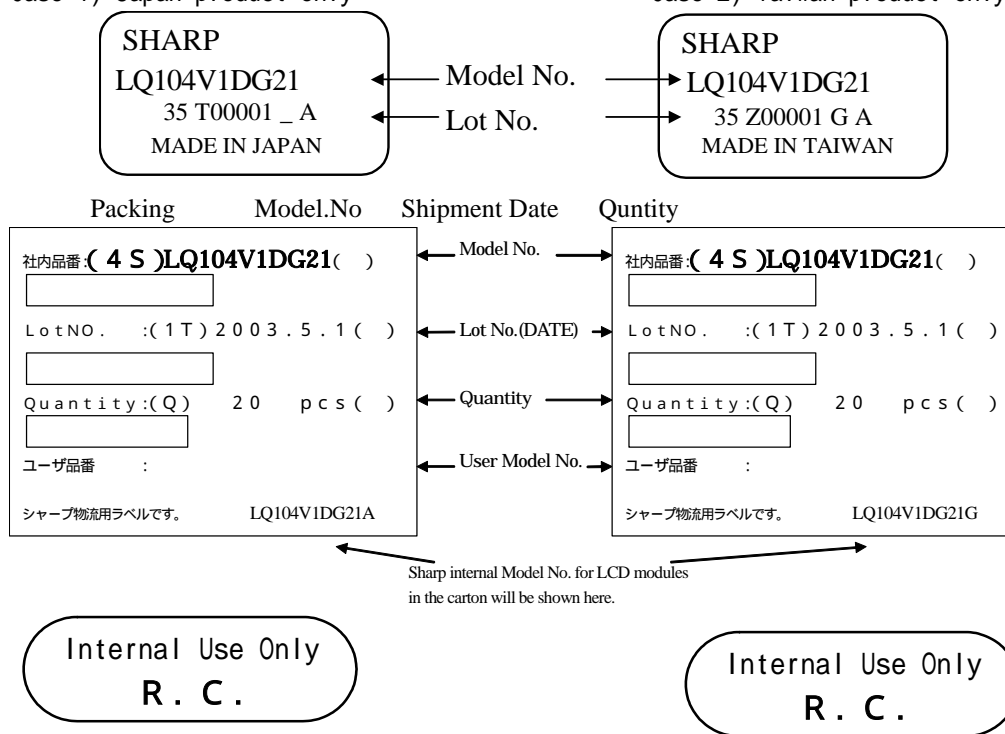 SHARP
LQ104V1DG21
35 T00001 _ A
MADE IN JAPAN
Model No.
Lot No.
SHARP
LQ104V1DG21
35 Z00001 G A
MADE IN TAIWAN
Packing Model.No Shipment Date Quntity
社内品番:(4S)LQ104V1DG21( )
LotNO. :(1T)2003.5.1( )
Quantity:(Q) 20 pcs( )
ユーザ品番 :
シャープ物流用ラベルです。 LQ104V1DG21A
Model No.
Lot No.(DATE)
Quantity
User Model No.
社内品番:(4S)LQ104V1DG21( )
LotNO. :(1T)2003.5.1( )
Quantity:(Q) 20 pcs( )
ユーザ品番 :
シャープ物流用ラベルです。 LQ104V1DG21G
Sharp internal Model No. for LCD modules
in the carton will be shown here.
Internal Use Only
R.C.
Internal Use Only
R.C.